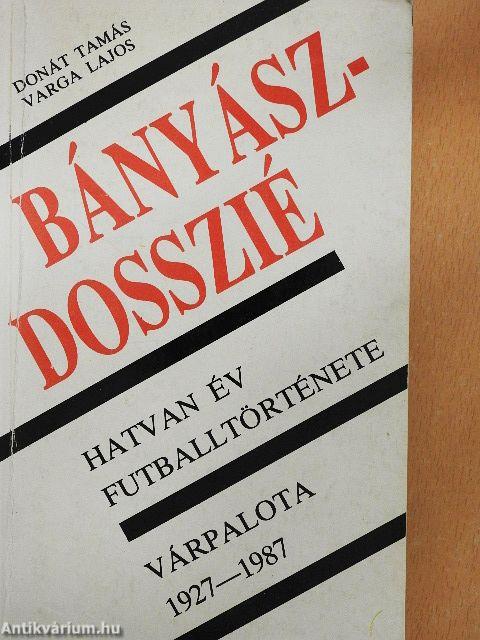 DONÁT TAMÁS
VARGA LAJOS
BÁNYÁSZ-
DOSSZIÉ
HATVAN ÉV
FUTBALLTÖRTÉNETE
VÁRPALOTA
1927—1987
Antikvárium.hu